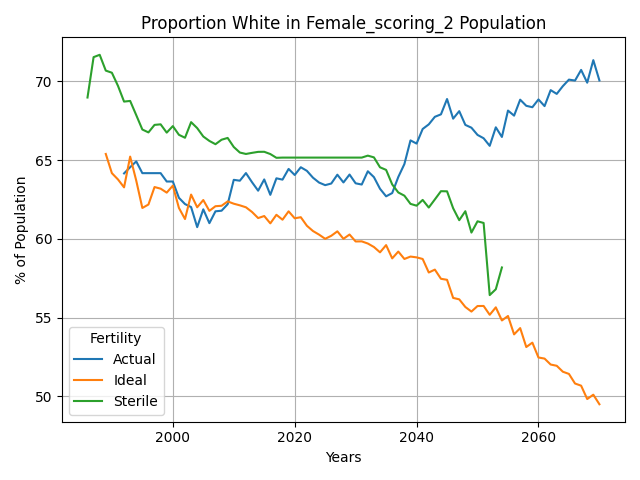 Proportion White in Female_scoring_2 Population
% of Population
70
65
60
55
50
Fertility
Actual
Ideal
Sterile
2000 2020 2040 2060
Years